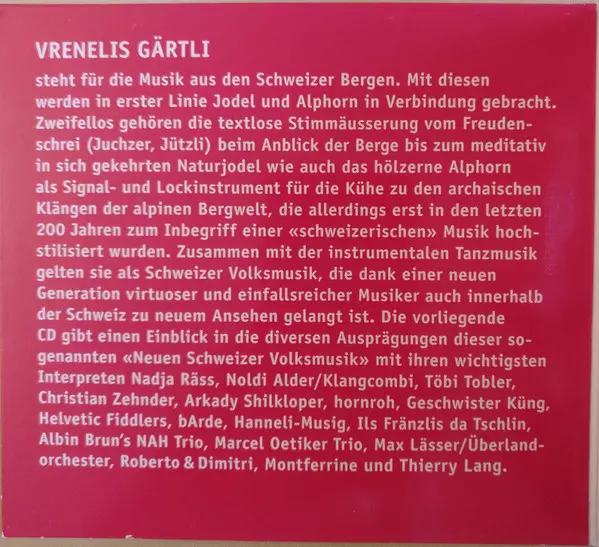 VRENELIS GÄRTLI
steht für die Musik aus den Schweizer Bergen. Mit diesen
werden in erster Linie Jodel und Alphorn in Verbindung gebracht.
Zweifellos gehören die textlose Stimmäusserung vom Freuden-
schrei (Juchzer, Jützli) beim Anblick der Berge bis zum meditativ
in sich gekehrten Naturjodel wie auch das hölzerne Alphorn
als Signal- und Lockinstrument für die Kühe zu den archaischen
Klängen der alpinen Bergwelt, die allerdings erst in den letzten
200 Jahren zum Inbegriff einer «schweizerischen» Musik hoch-
stilisiert wurden. Zusammen mit der instrumentalen Tanzmusik
gelten sie als Schweizer Volksmusik, die dank einer neuen
Generation virtuoser und einfallsreicher Musiker auch innerhalb
der Schweiz zu neuem Ansehen gelangt ist. Die vorliegende
CD gibt einen Einblick in die diversen Ausprägungen dieser so-
genannten «Neuen Schweizer Volksmusik» mit ihren wichtigsten
Interpreten Nadja Räss, Noldi Alder/Klangcombi, Töbi Tobler,
Christian Zehnder, Arkady Shilkloper, hornroh, Geschwister Küng,
Helvetic Fiddlers, bArde, Hanneli-Musig, Ils Fränzlis da Tschlin,
Albin Brun's NAH Trio, Marcel Oetiker Trio, Max Lässer/Überland-
orchester, Roberto & Dimitri, Montferrine und Thierry Lang.